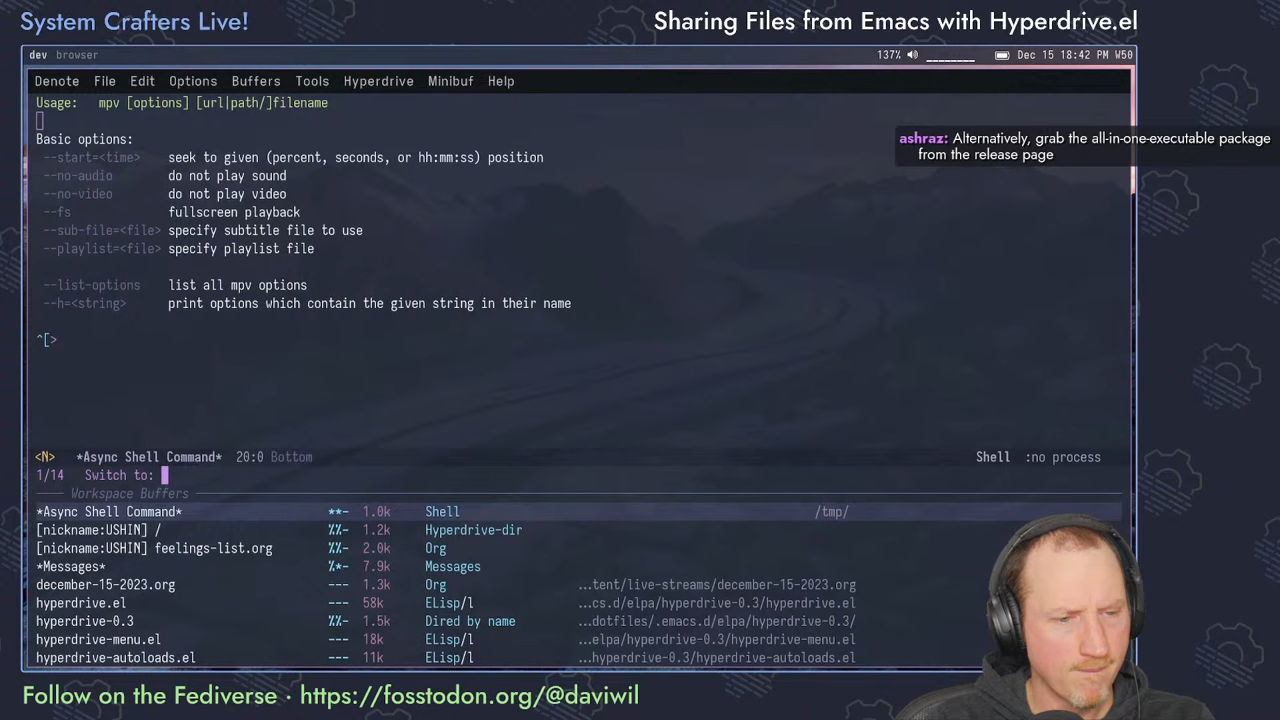 System Crafters Live!
Sharing Files from Emacs with Hyperdrive.el
dev browser
137% Dec 15 18:42 PM W50
Denote File Edit Options Buffers Tools Hyperdrive Minibuf Help
Usage: mpv [options] [url|path/]filename
Basic options:
--start=<time> seek to given (percent, seconds, or hh:mm:ss) position
--no-audio do not play sound
--no-video do not play video
--fs fullscreen playback
--sub-file=<file> specify subtitle file to use
--playlist=<file> specify playlist file
--list-options list all mpv options
--h=<string> print options which contain the given string in their name
^[>
ashraz: Alternatively, grab the all-in-one-executable package
from the release page
<N> *Async Shell Command* 20:0 Bottom Shell :no process
1/14 Switch to:
Workspace Buffers
*Async Shell Command* **- 1.0k Shell /tmp/
[nickname:USHIN] / %%- 1.2k Hyperdrive-dir
[nickname:USHIN] feelings-list.org %%- 2.0k Org
*Messages* %*- 7.9k Messages
december-15-2023.org --- 1.3k Org ...tent/live-streams/december-15-2023.org
hyperdrive.el --- 58k ELisp/l ...cs.d/elpa/hyperdrive-0.3/hyperdrive.el
hyperdrive-0.3 %%- 1.5k Dired by name ...dotfiles/.emacs.d/elpa/hyperdrive-0.3/
hyperdrive-menu.el --- 18k ELisp/l ...elpa/hyperdrive-0.3/hyperdrive-menu.el
hyperdrive-autoloads.el --- 11k ELisp/l ...hyperdrive-0.3/hyperdrive-autoloads.el
Follow on the Fediverse · https://fosstodon.org/@daviwil